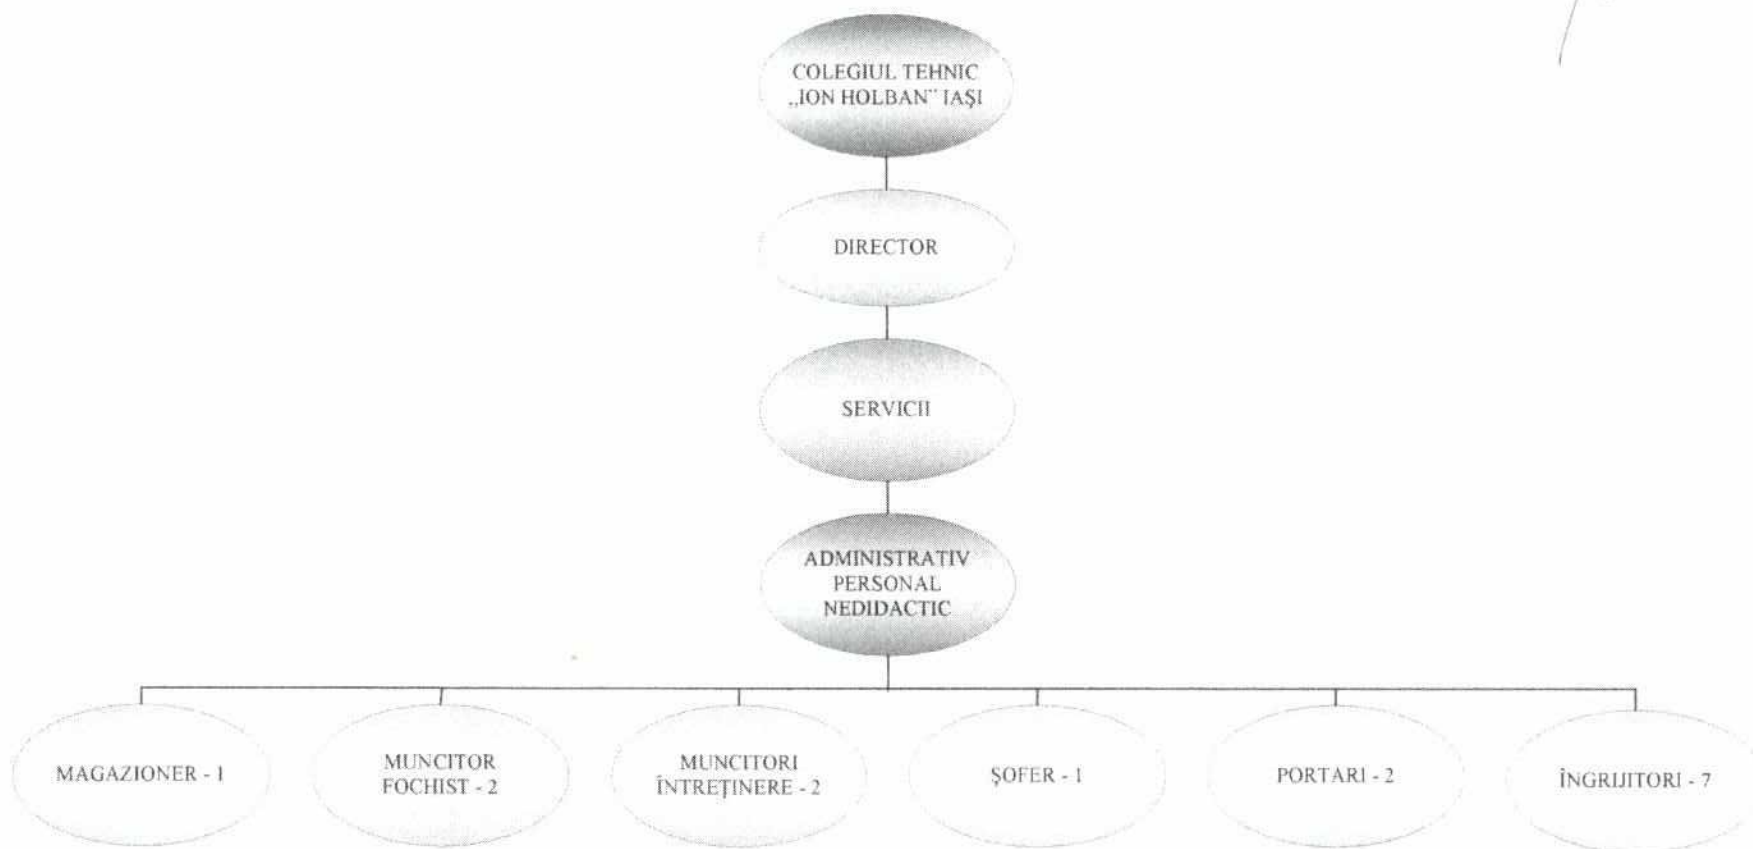 COLEGIUL TEHNIC
„ION HOLBAN” IAŞI
DIRECTOR
SERVICII
ADMINISTRATIV
PERSONAL
NEDIDACTIC
MAGAZIONER - 1
MUNCITOR
FOCHIST - 2
MUNCITORI
ÎNTREŢINERE - 2
ŞOFER - 1
PORTARI - 2
ÎNGRIJITORI - 7